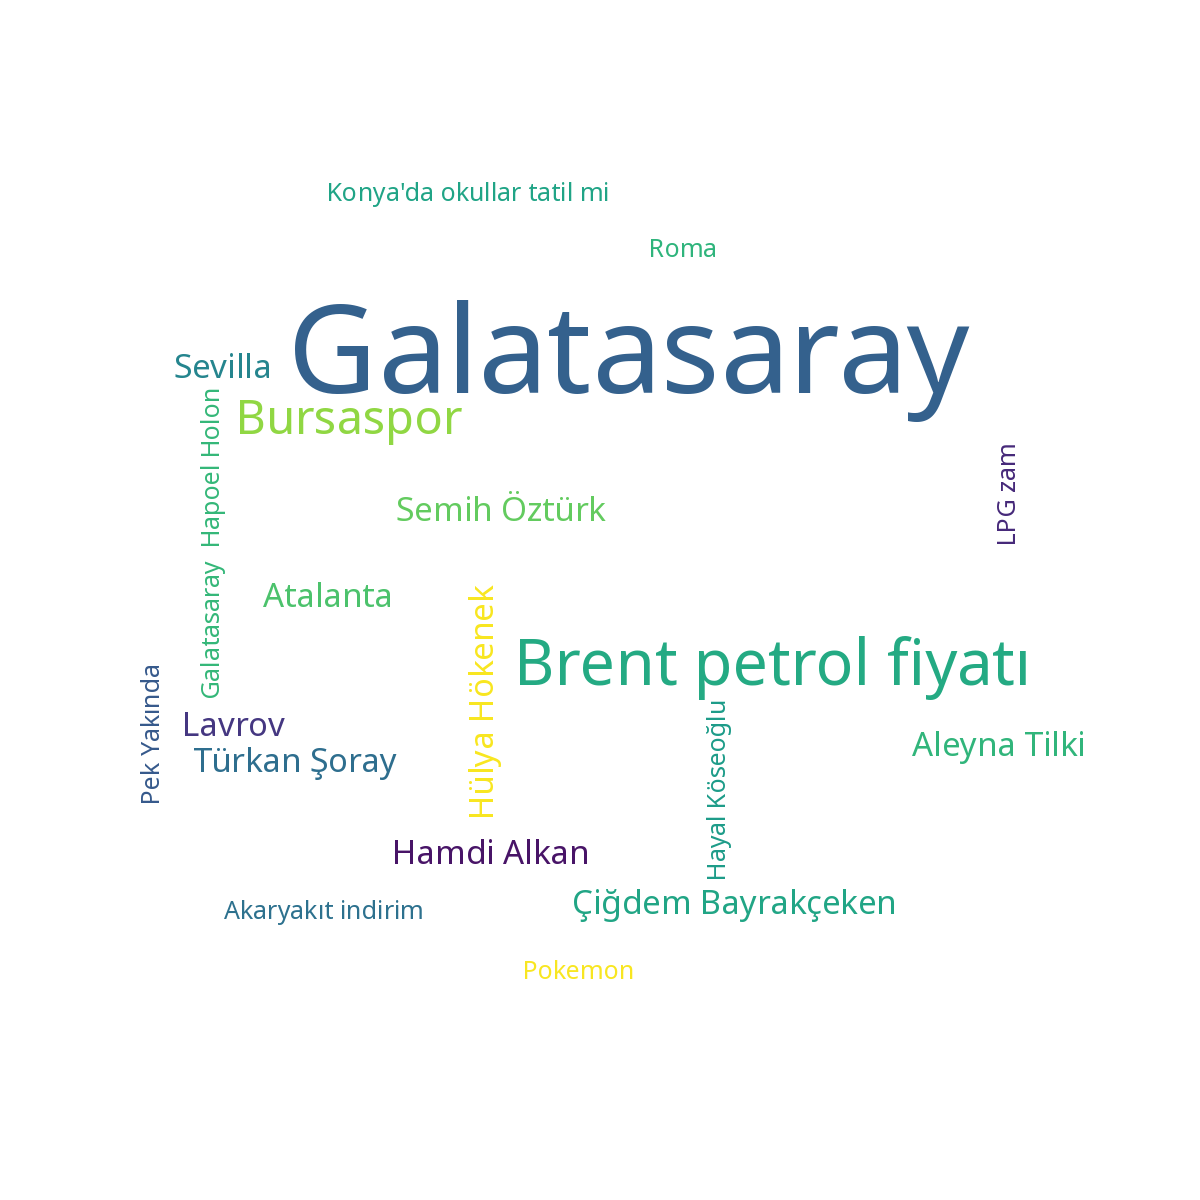 Konya'da okullar tatil mi
Roma
Galatasaray
Sevilla
Bursaspor
Galatasaray Hapoel Holon
LPG zam
Semih Öztürk
Atalanta
Hülya Hökenek
Brent petrol fiyatı
Pek Yakında
Lavrov
Türkan Şoray
Hayal Köseoğlu
Aleyna Tilki
Hamdi Alkan
Akaryakıt indirim
Çiğdem Bayrakçeken
Pokemon